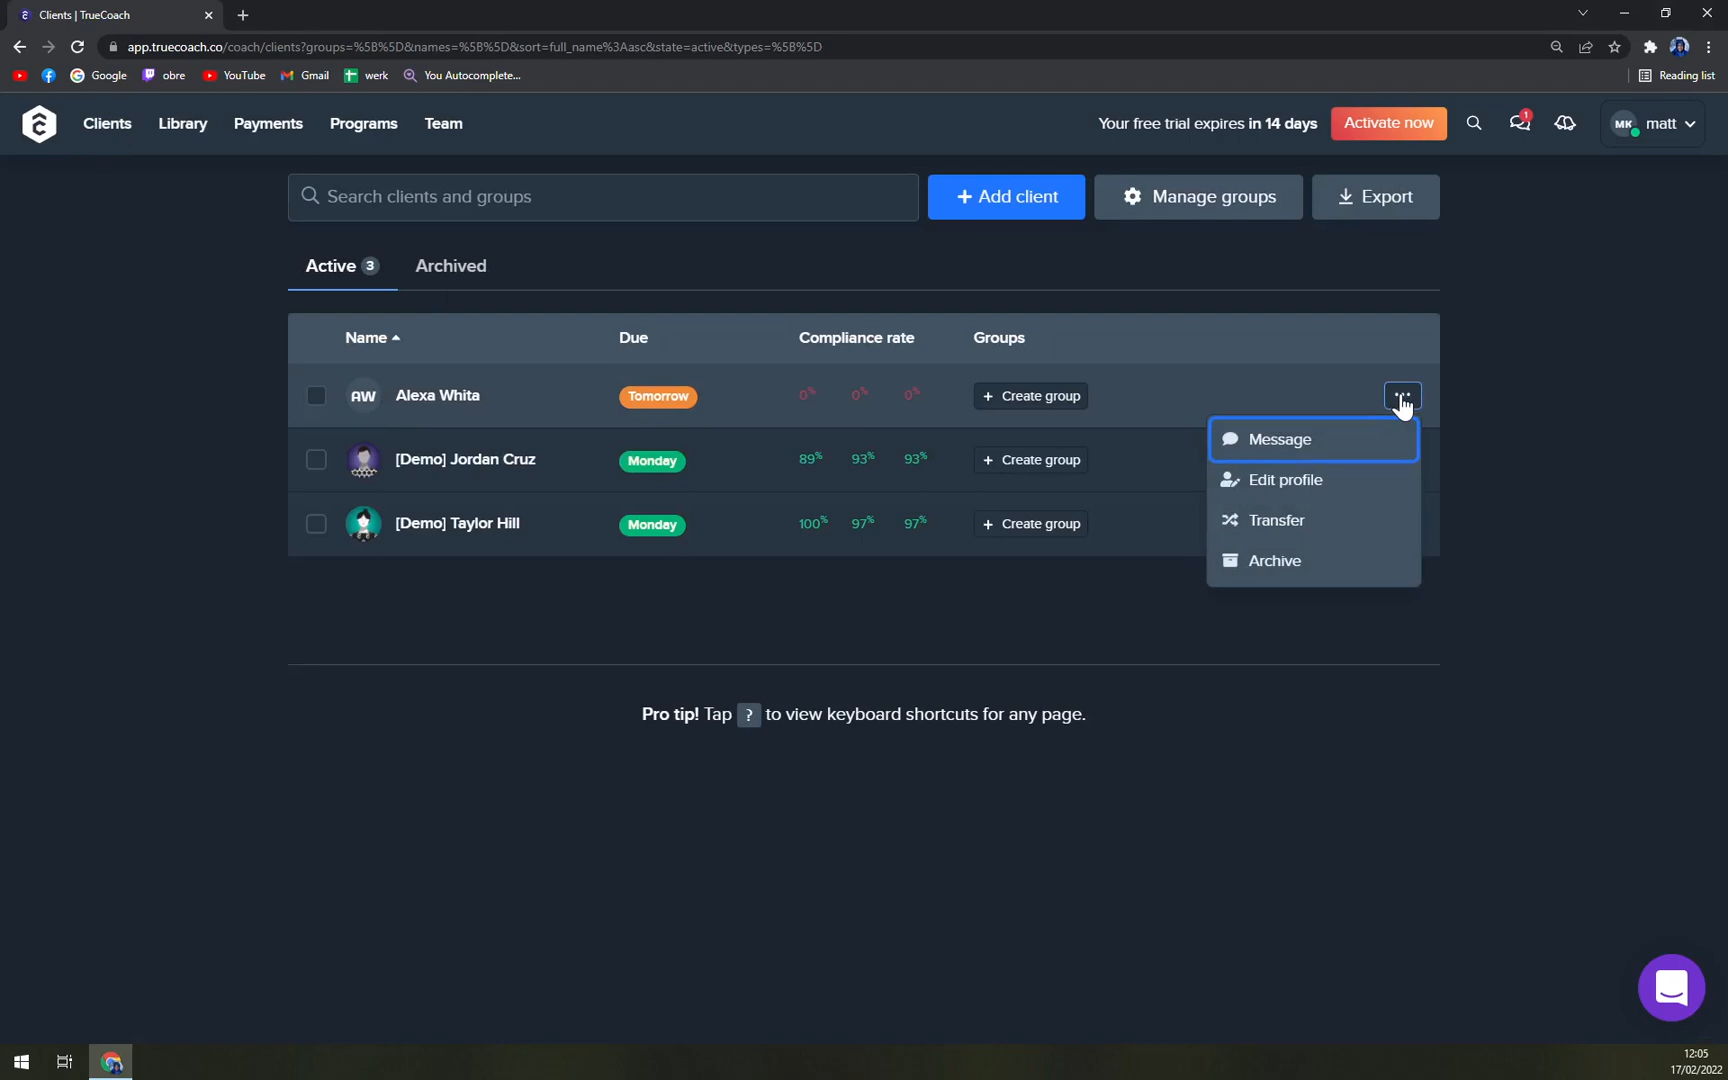 Clients | TrueCoach
app.truecoach.co/coach/clients?groups=%5B%5D&names=%5B%5D&sort=full_name%3Aasc&state=active&types=%5B%5D
Google obre YouTube Gmail werk You Autocomplete... Reading list
Clients Library Payments Programs Team Your free trial expires in 14 days Activate now 1 MK matt
Search clients and groups + Add client Manage groups Export
Active 3 Archived
Name Due Compliance rate Groups
AW Alexa Whita Tomorrow 0% 0% 0% + Create group ...
Message
[Demo] Jordan Cruz Monday 89% 93% 93% + Create group
Edit profile
Transfer
[Demo] Taylor Hill Monday 100% 97% 97% + Create group
Archive
Pro tip! Tap ? to view keyboard shortcuts for any page.
12:05
17/02/2022